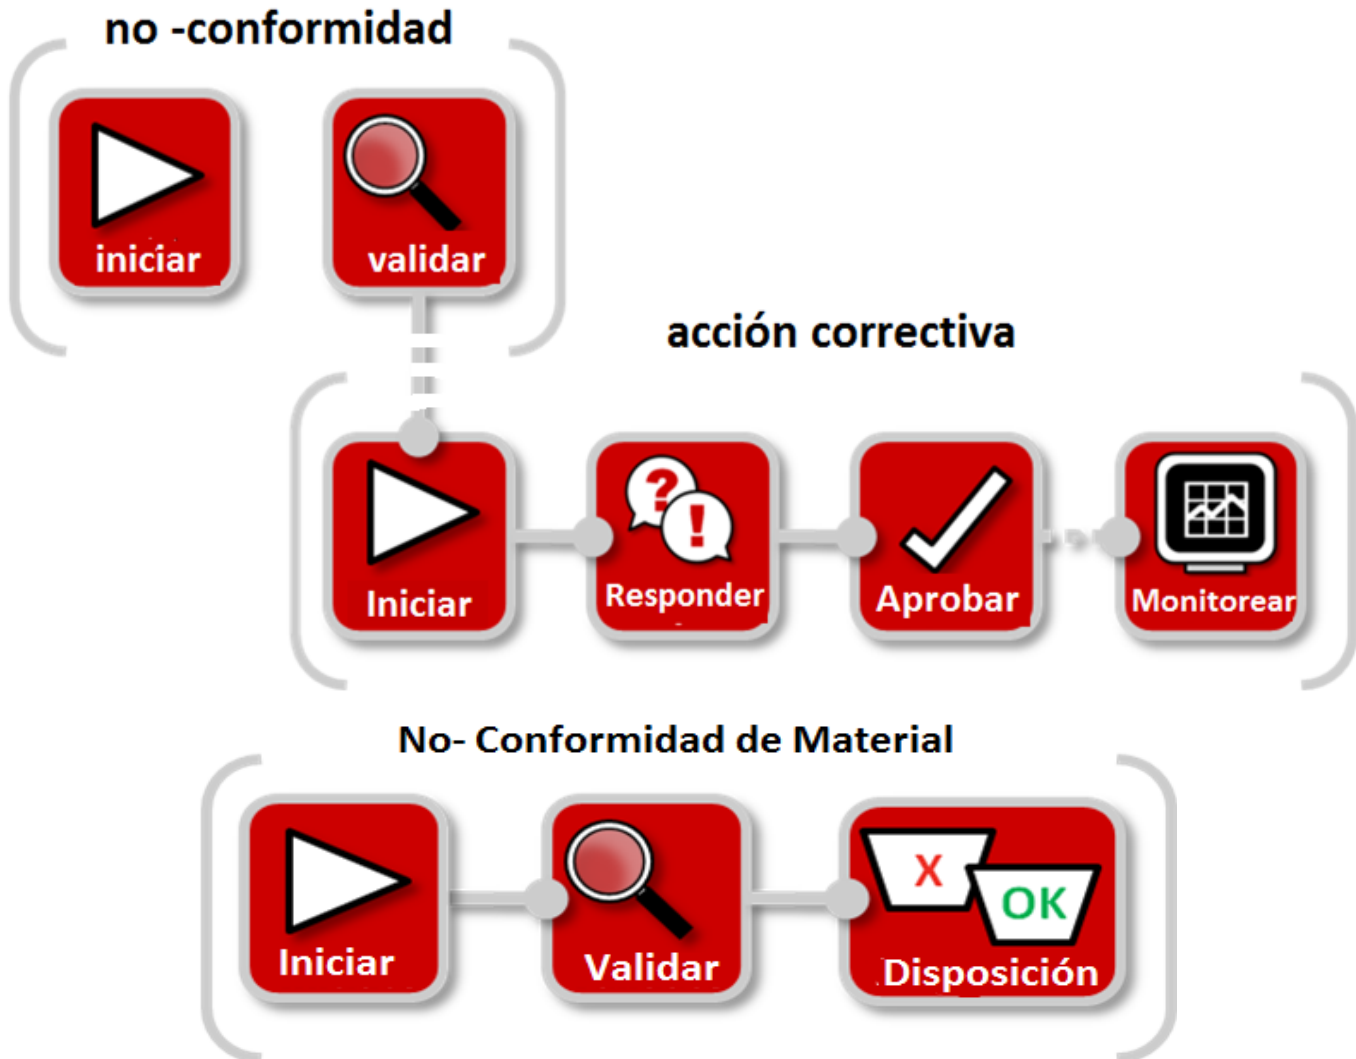 no -conformidad
iniciar
validar
acción correctiva
Iniciar
?
!
Responder
Aprobar
Monitorear
No- Conformidad de Material
Iniciar
Validar
X
OK
Disposición